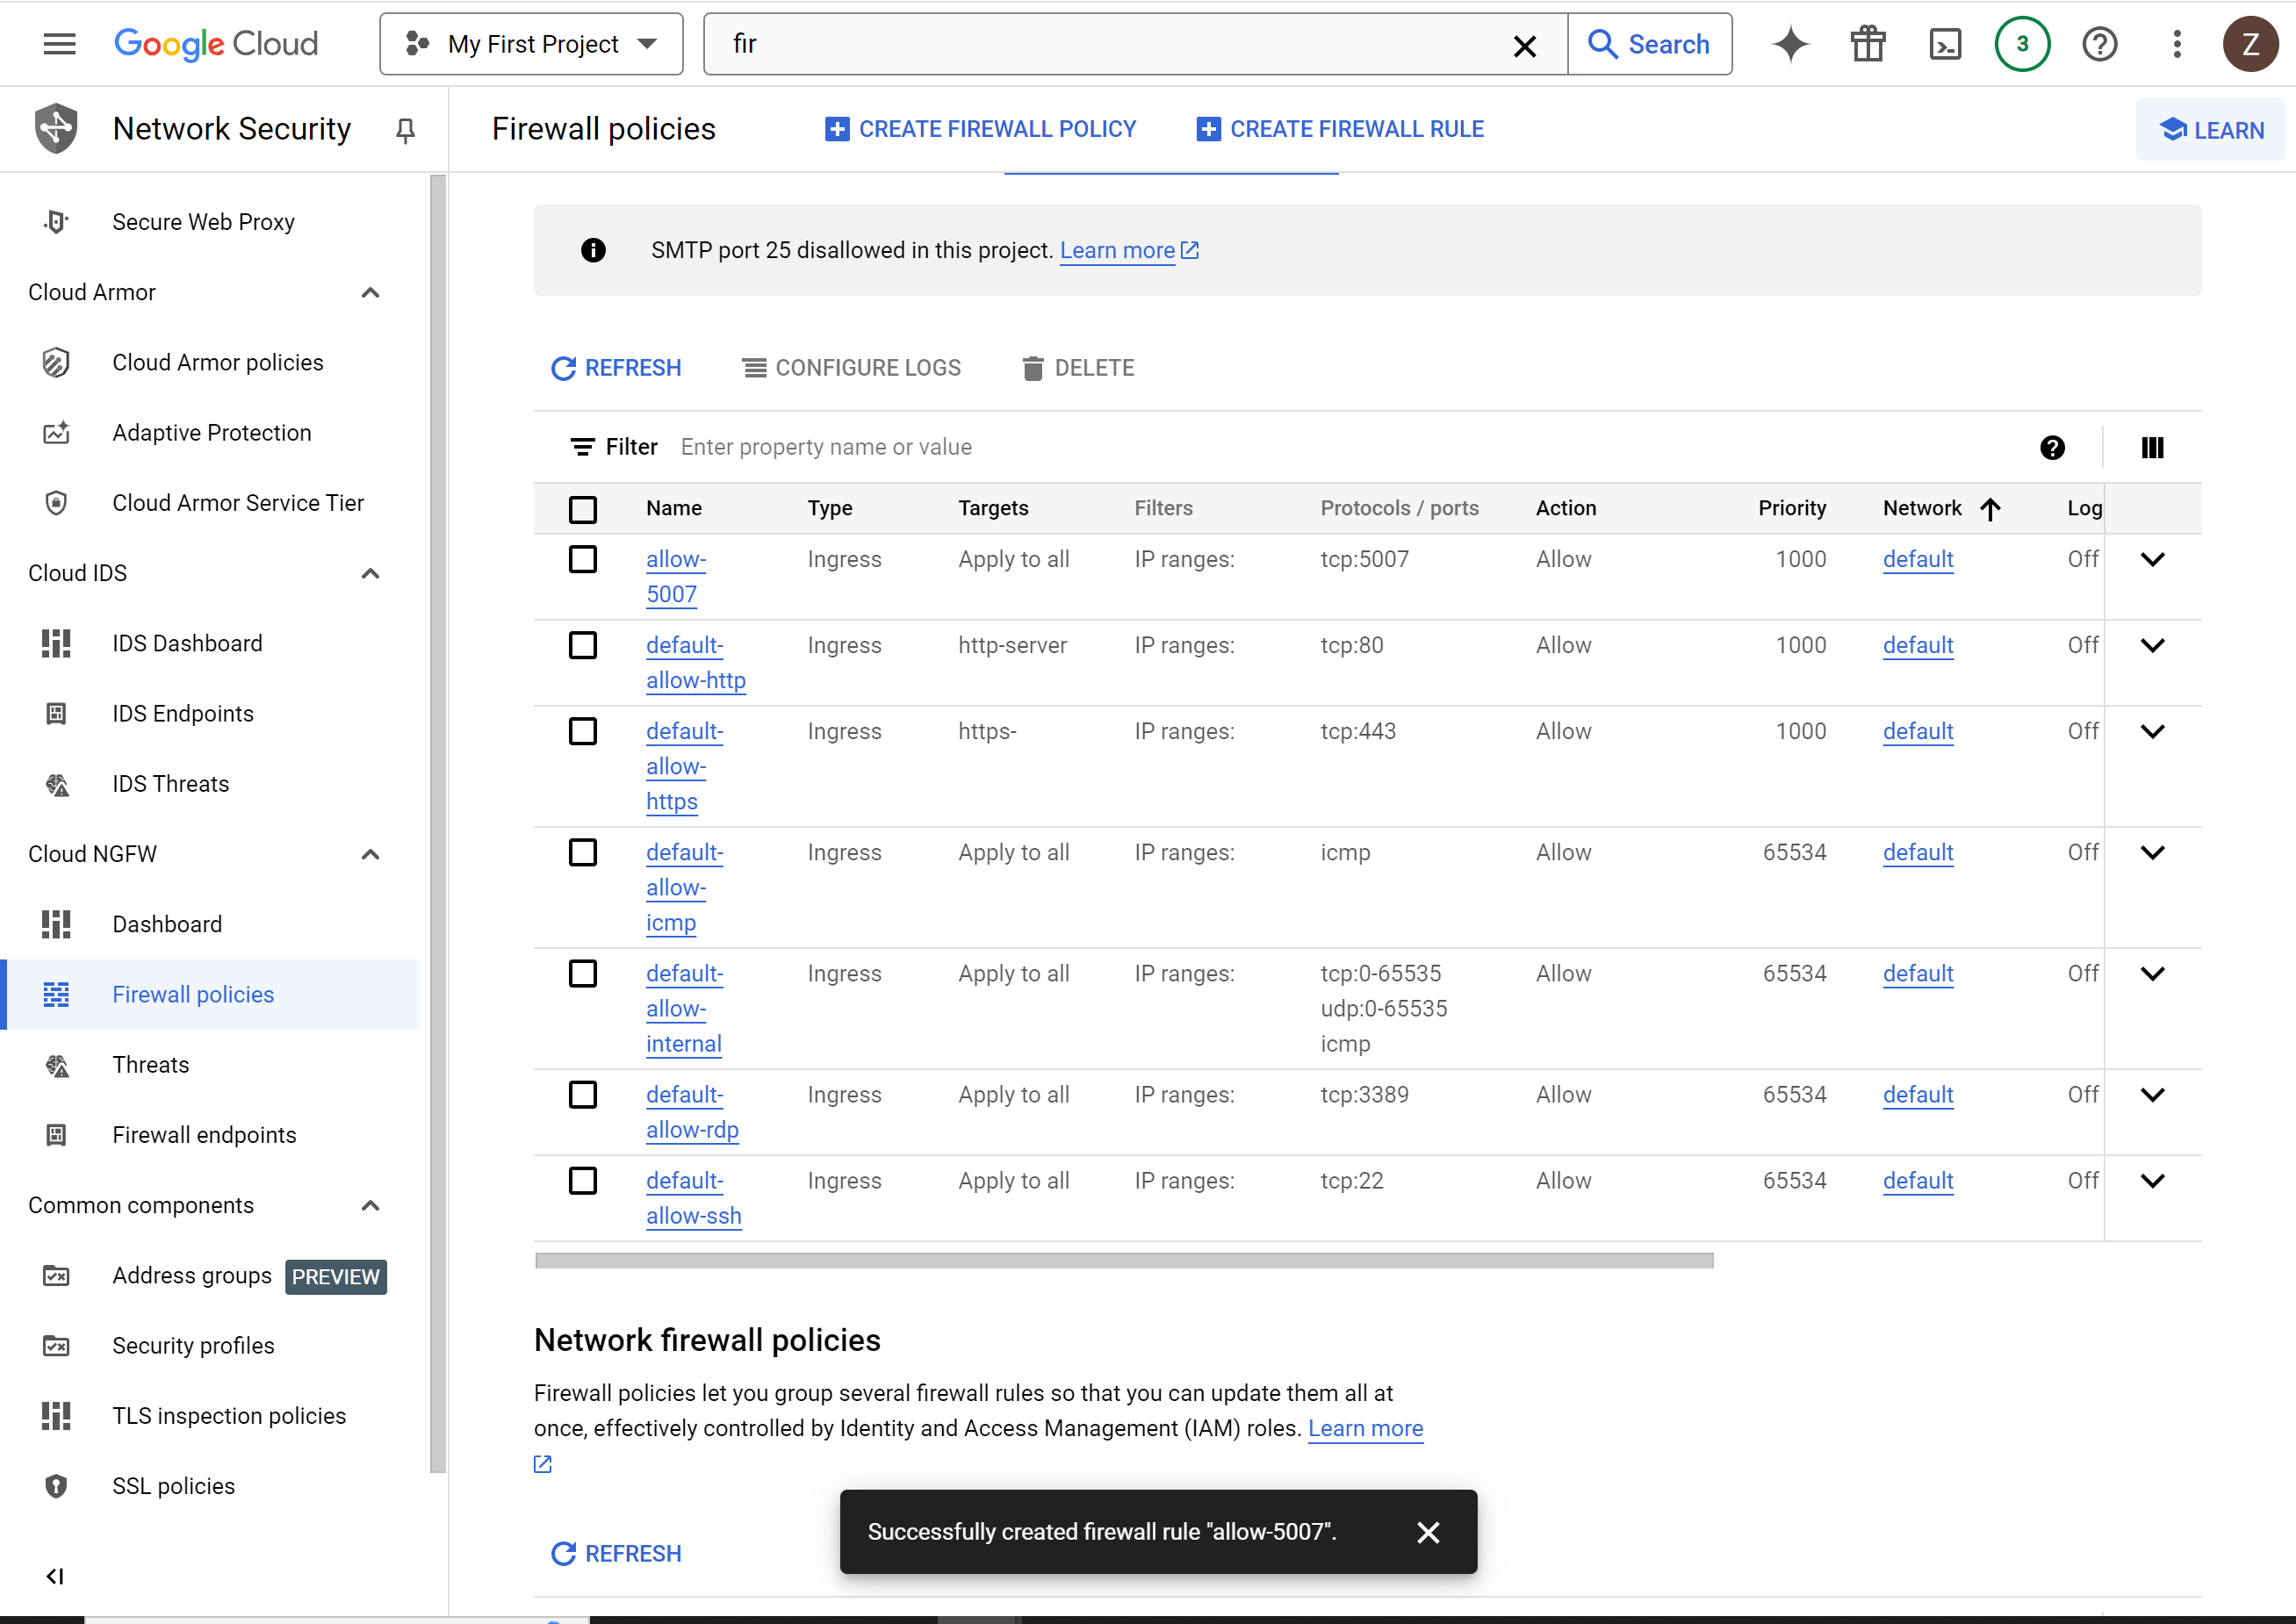 Google Cloud
My First Project
fir
Search
3
Z
Network Security
Firewall policies
CREATE FIREWALL POLICY
CREATE FIREWALL RULE
LEARN
Secure Web Proxy
Cloud Armor
Cloud Armor policies
Adaptive Protection
Cloud Armor Service Tier
Cloud IDS
IDS Dashboard
IDS Endpoints
IDS Threats
Cloud NGFW
Dashboard
Firewall policies
Threats
Firewall endpoints
Common components
Address groups PREVIEW
Security profiles
TLS inspection policies
SSL policies
SMTP port 25 disallowed in this project. Learn more
REFRESH CONFIGURE LOGS DELETE
Filter Enter property name or value
Name Type Targets Filters Protocols / ports Action Priority Network Log
allow- Ingress Apply to all IP ranges: tcp:5007 Allow 1000 default Off
5007
default- Ingress http-server IP ranges: tcp:80 Allow 1000 default Off
allow-http
default- Ingress https- IP ranges: tcp:443 Allow 1000 default Off
allow-
https
default- Ingress Apply to all IP ranges: icmp Allow 65534 default Off
allow-
icmp
default- Ingress Apply to all IP ranges: tcp:0-65535 Allow 65534 default Off
allow- udp:0-65535
internal icmp
default- Ingress Apply to all IP ranges: tcp:3389 Allow 65534 default Off
allow-rdp
default- Ingress Apply to all IP ranges: tcp:22 Allow 65534 default Off
allow-ssh
Network firewall policies
Firewall policies let you group several firewall rules so that you can update them all at
once, effectively controlled by Identity and Access Management (IAM) roles. Learn more
REFRESH
Successfully created firewall rule "allow-5007".